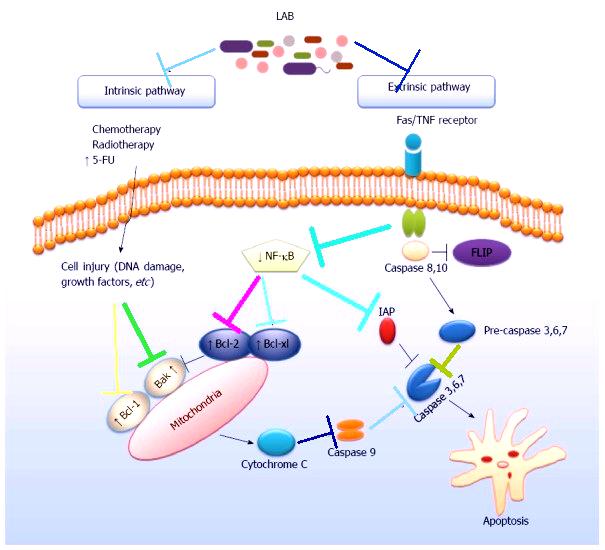 LAB
Intrinsic pathway
Extrinsic pathway
Chemotherapy
Radiotherapy
↑ 5-FU
Fas/TNF receptor
Cell injury (DNA damage,
growth factors, etc)
↓ NF-κB
Caspase 8,10
FLIP
IAP
Pre-caspase 3,6,7
↑ Bcl-2
↑ Bcl-xl
Bak ↑
↑ Bcl-1
Mitochondria
Caspase 3,6,7
Cytochrome C
Caspase 9
Apoptosis